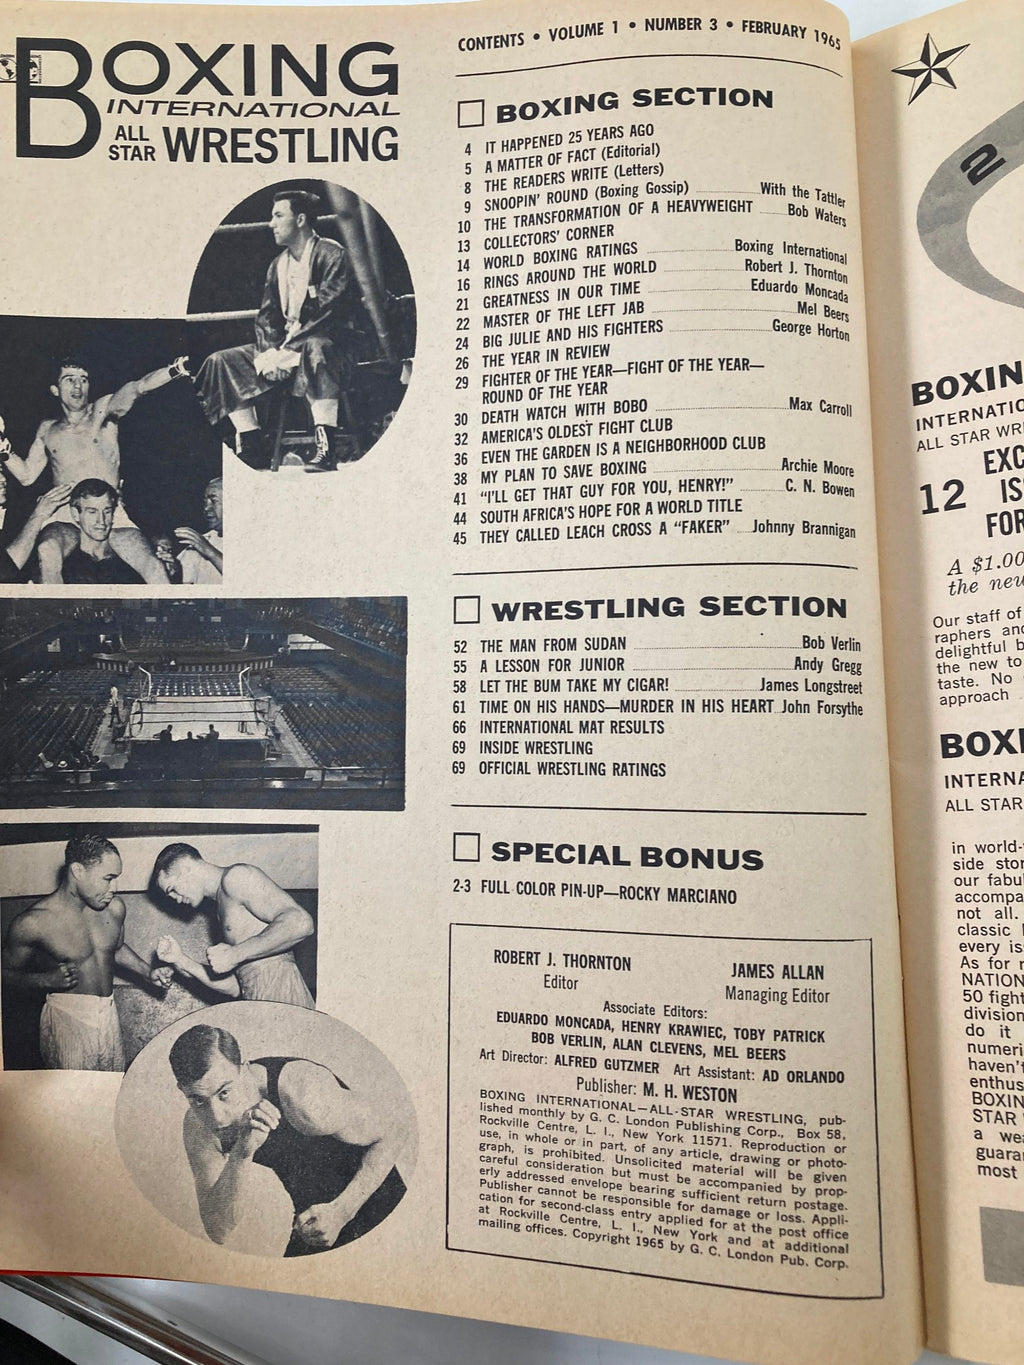 BOXING
INTERNATIONAL
ALL STAR WRESTLING
CONTENTS • VOLUME 1 • NUMBER 3 • FEBRUARY 1965
BOXING SECTION
4 IT HAPPENED 25 YEARS AGO
5 A MATTER OF FACT (Editorial)
8 THE READERS WRITE (Letters)
9 SNOOPIN' ROUND (Boxing Gossip) With the Tattler
10 THE TRANSFORMATION OF A HEAVYWEIGHT Bob Waters
13 COLLECTORS' CORNER
14 WORLD BOXING RATINGS Boxing International
16 RINGS AROUND THE WORLD Robert J. Thornton
21 GREATNESS IN OUR TIME Eduardo Moncada
22 MASTER OF THE LEFT JAB Mel Beers
24 BIG JULIE AND HIS FIGHTERS George Horton
26 THE YEAR IN REVIEW
29 FIGHTER OF THE YEAR—FIGHT OF THE YEAR—
ROUND OF THE YEAR
30 DEATH WATCH WITH BOBO Max Carroll
32 AMERICA'S OLDEST FIGHT CLUB
36 EVEN THE GARDEN IS A NEIGHBORHOOD CLUB
38 MY PLAN TO SAVE BOXING Archie Moore
41 "I'LL GET THAT GUY FOR YOU, HENRY!" C. N. Bowen
44 SOUTH AFRICA'S HOPE FOR A WORLD TITLE
45 THEY CALLED LEACH CROSS A "FAKER" Johnny Brannigan
WRESTLING SECTION
52 THE MAN FROM SUDAN Bob Verlin
55 A LESSON FOR JUNIOR Andy Gregg
58 LET THE BUM TAKE MY CIGAR! James Longstreet
61 TIME ON HIS HANDS—MURDER IN HIS HEART John Forsythe
66 INTERNATIONAL MAT RESULTS
69 INSIDE WRESTLING
69 OFFICIAL WRESTLING RATINGS
SPECIAL BONUS
2-3 FULL COLOR PIN-UP—ROCKY MARCIANO
ROBERT J. THORNTON JAMES ALLAN
Editor Managing Editor
Associate Editors:
EDUARDO MONCADA, HENRY KRAWIEC, TOBY PATRICK
BOB VERLIN, ALAN CLEVENS, MEL BEERS
Art Director: ALFRED GUTZMER Art Assistant: AD ORLANDO
Publisher: M. H. WESTON
BOXING INTERNATIONAL—ALL-STAR WRESTLING, pub-
lished monthly by G. C. London Publishing Corp., Box 58,
Rockville Centre, L. I., New York 11571. Reproduction or
use, in whole or in part, of any article, drawing or photo-
graph, is prohibited. Unsolicited material will be given
careful consideration but must be accompanied by prop-
erly addressed envelope bearing sufficient return postage.
Publisher cannot be responsible for damage or loss. Appli-
cation for second-class entry applied for at the post office
at Rockville Centre, L. I., New York and at additional
mailing offices. Copyright 1965 by G. C. London Pub. Corp.
2
BOXIN
INTERNATIO
ALL STAR WR
EXC
12 IS
FOR
A $1.00
the new
Our staff of
raphers and
delightful b
the new to
taste. No
approach
BOXI
INTERNA
ALL STAR
in world-
side stor
our fabul
accompa
not all.
classic
every is
As for
NATION
50 fight
division
do it
numeri
haven't
enthus
BOXIN
STAR
a wea
guaran
most